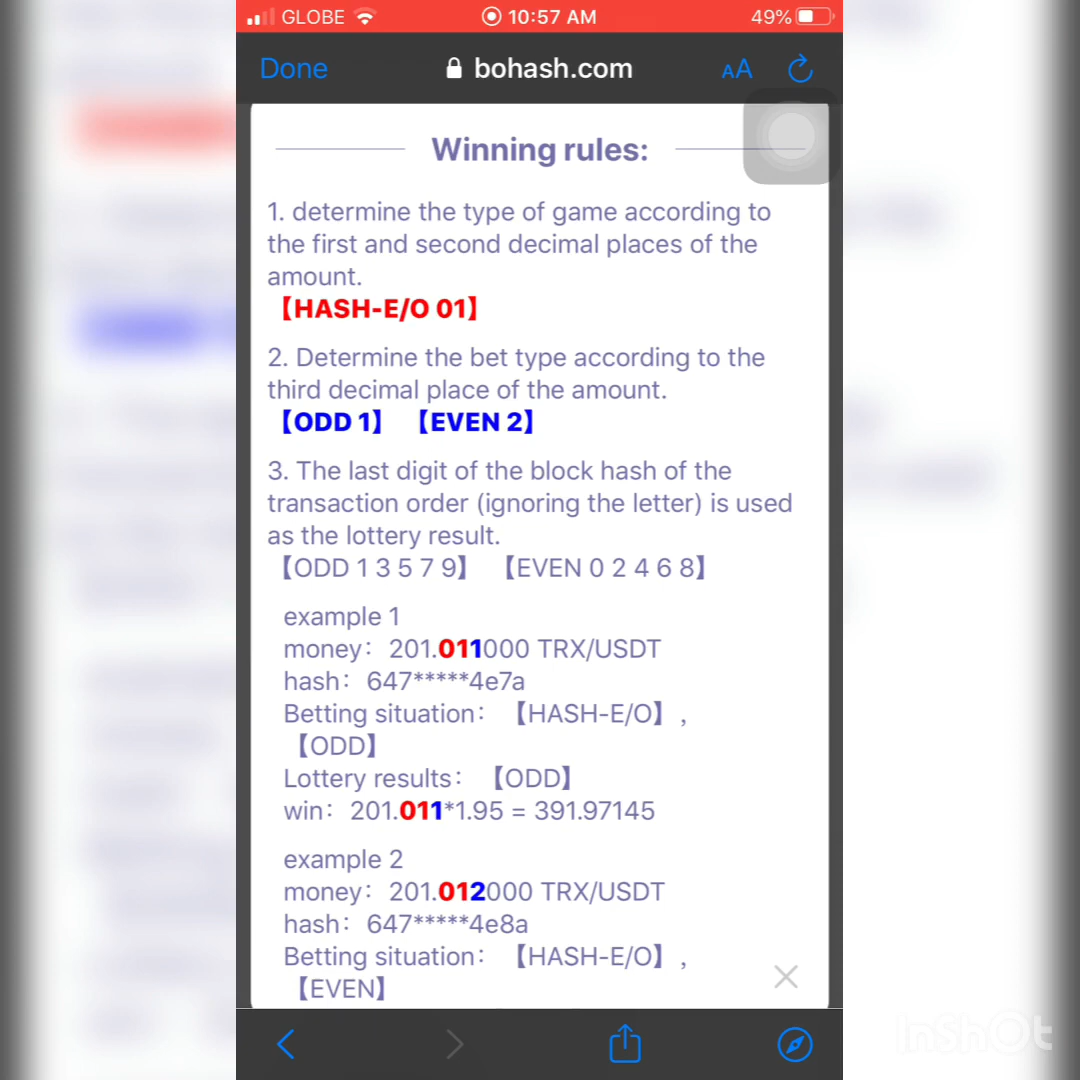 GLOBE 10:57 AM 49%
Done bohash.com AA
Winning rules:
1. determine the type of game according to
the first and second decimal places of the
amount.
【HASH-E/O 01】
2. Determine the bet type according to the
third decimal place of the amount.
【ODD 1】 【EVEN 2】
3. The last digit of the block hash of the
transaction order (ignoring the letter) is used
as the lottery result.
【ODD 1 3 5 7 9】 【EVEN 0 2 4 6 8】
example 1
money： 201.011000 TRX/USDT
hash： 647*****4e7a
Betting situation： 【HASH-E/O】，
【ODD】
Lottery results： 【ODD】
win： 201.011*1.95 = 391.97145
example 2
money： 201.012000 TRX/USDT
hash： 647*****4e8a
Betting situation： 【HASH-E/O】，
【EVEN】
InShOt